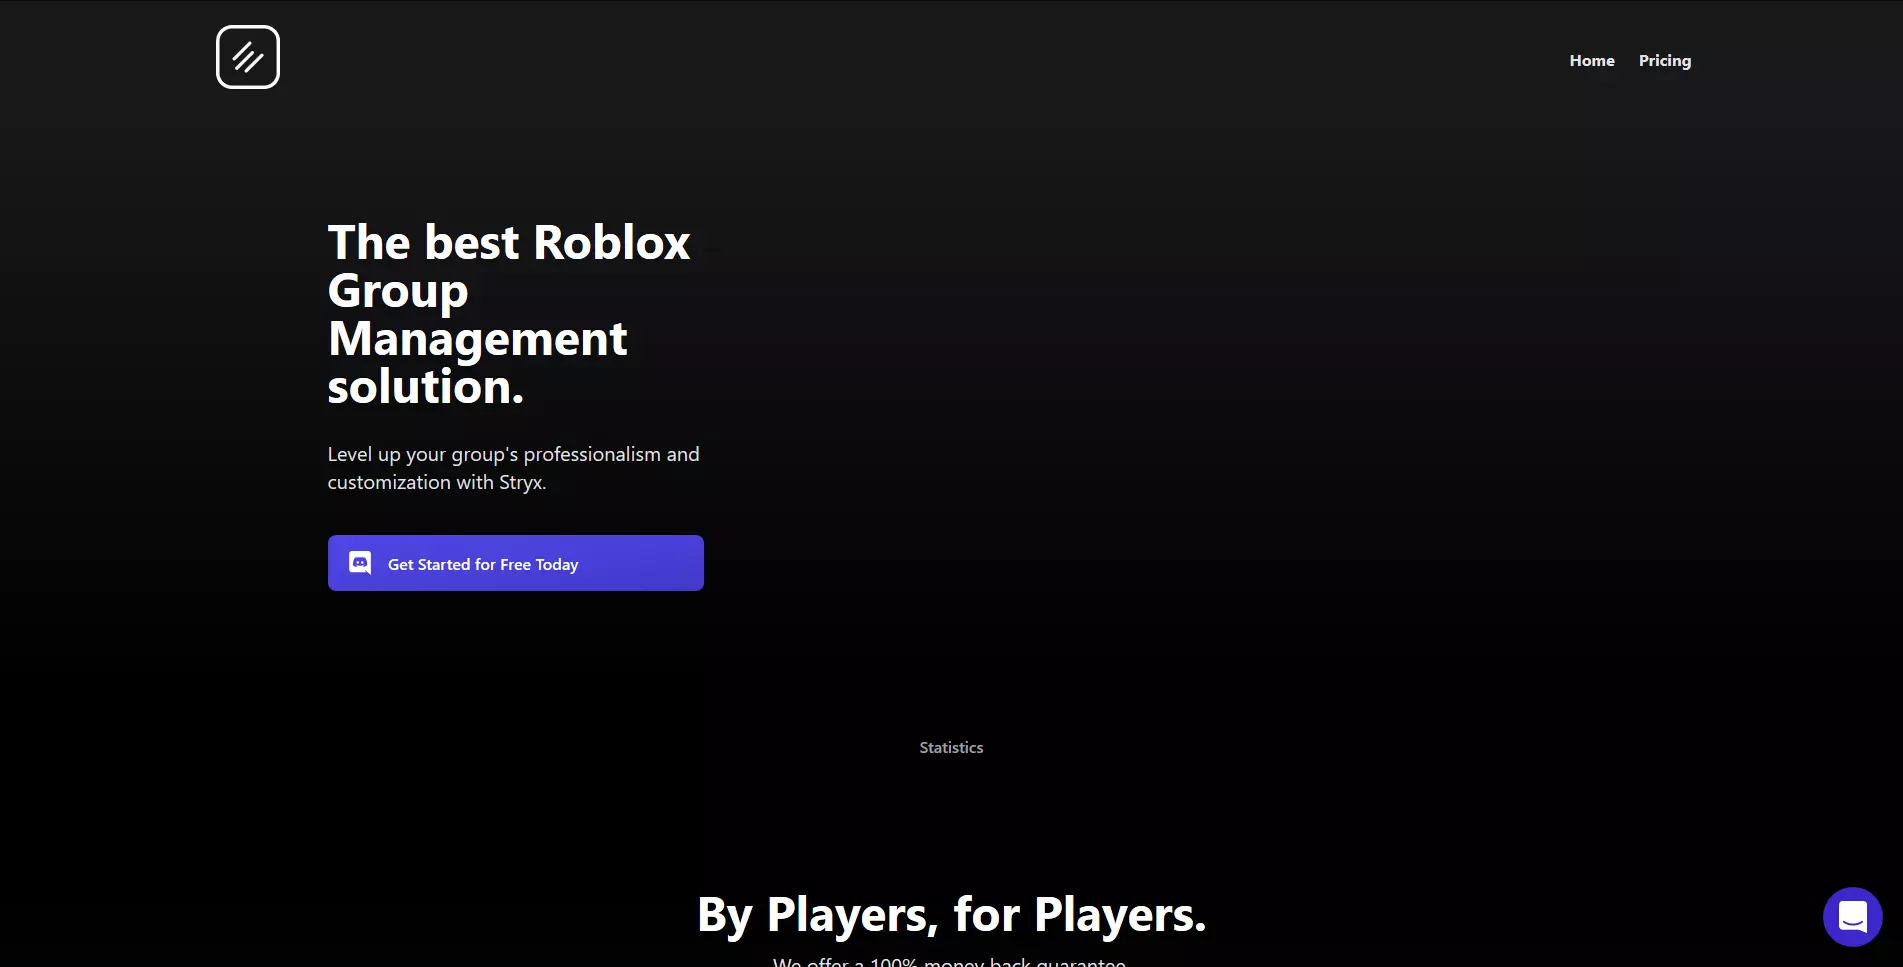 Home Pricing
The best Roblox
Group
Management
solution.
Level up your group's professionalism and
customization with Stryx.
Get Started for Free Today
Statistics
By Players, for Players.
We offer a 100% money back guarantee